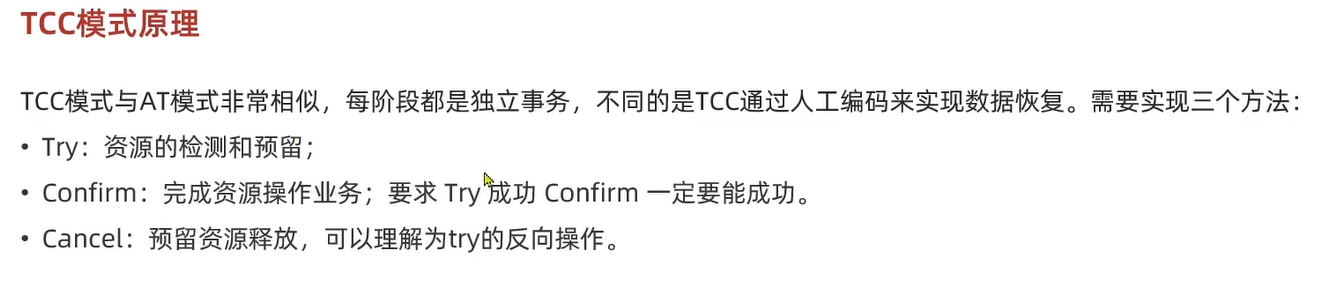 TCC模式原理
TCC模式与AT模式非常相似，每阶段都是独立事务，不同的是TCC通过人工编码来实现数据恢复。需要实现三个方法：
• Try：资源的检测和预留；
• Confirm：完成资源操作业务；要求 Try 成功 Confirm 一定要能成功。
• Cancel：预留资源释放，可以理解为try的反向操作。